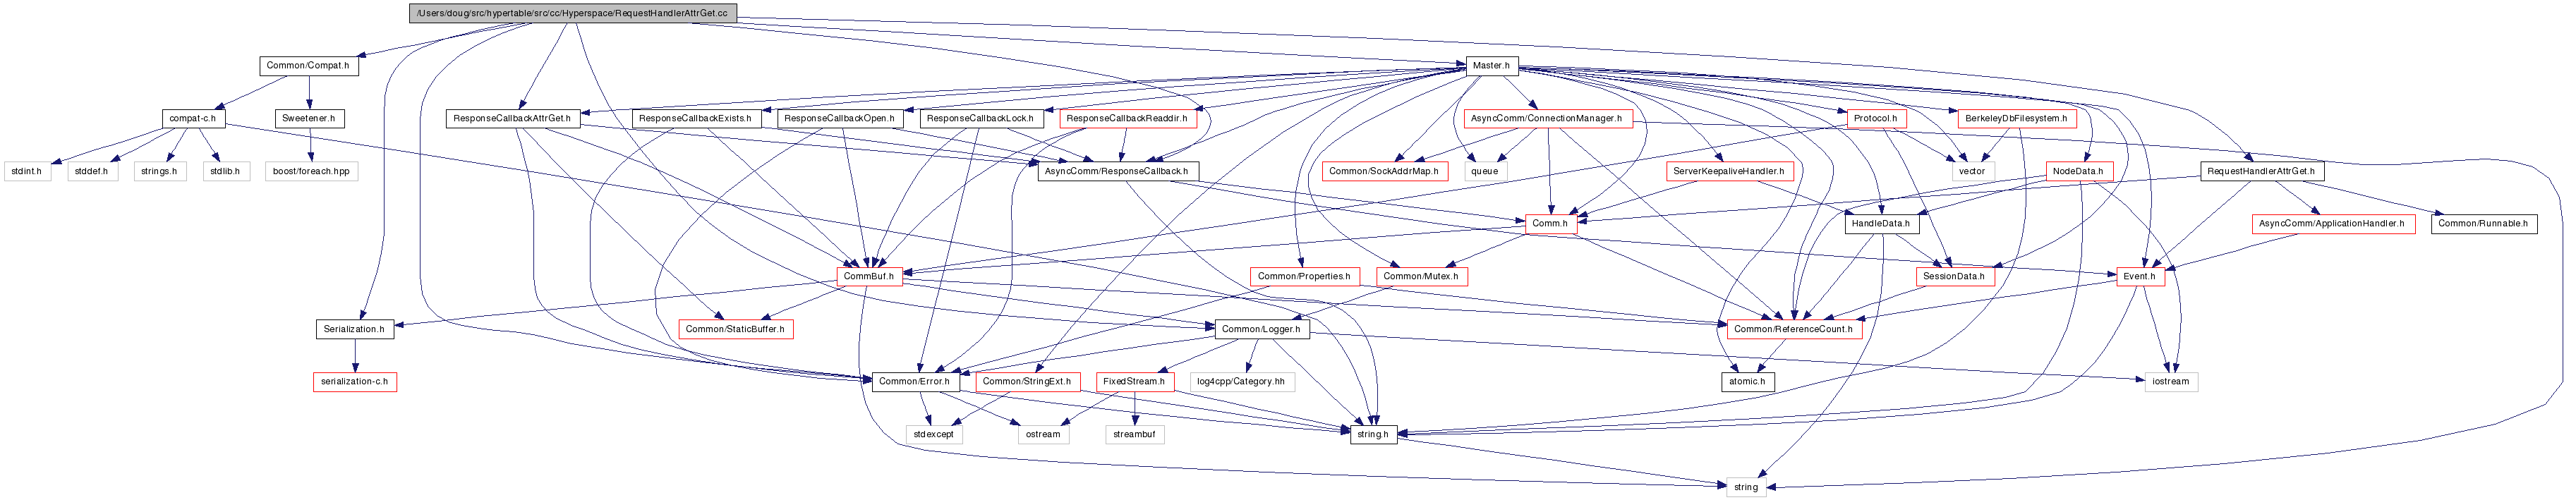 /Users/doug/src/hypertable/src/cc/Hyperspace/RequestHandlerAttrGet.cc
Common/Compat.h
Master.h
compat-c.h
Sweetener.h
ResponseCallbackAttrGet.h
ResponseCallbackExists.h
ResponseCallbackOpen.h
ResponseCallbackLock.h
ResponseCallbackReaddir.h
AsyncComm/ConnectionManager.h
Protocol.h
BerkeleyDbFilesystem.h
stdint.h
stddef.h
strings.h
stdlib.h
boost/foreach.hpp
AsyncComm/ResponseCallback.h
Common/SockAddrMap.h
queue
ServerKeepaliveHandler.h
vector
NodeData.h
RequestHandlerAttrGet.h
Comm.h
HandleData.h
AsyncComm/ApplicationHandler.h
Common/Runnable.h
CommBuf.h
Common/Properties.h
Common/Mutex.h
SessionData.h
Event.h
Serialization.h
Common/StaticBuffer.h
Common/Logger.h
Common/ReferenceCount.h
serialization-c.h
Common/Error.h
Common/StringExt.h
FixedStream.h
log4cpp/Category.hh
atomic.h
iostream
stdexcept
ostream
streambuf
string.h
string